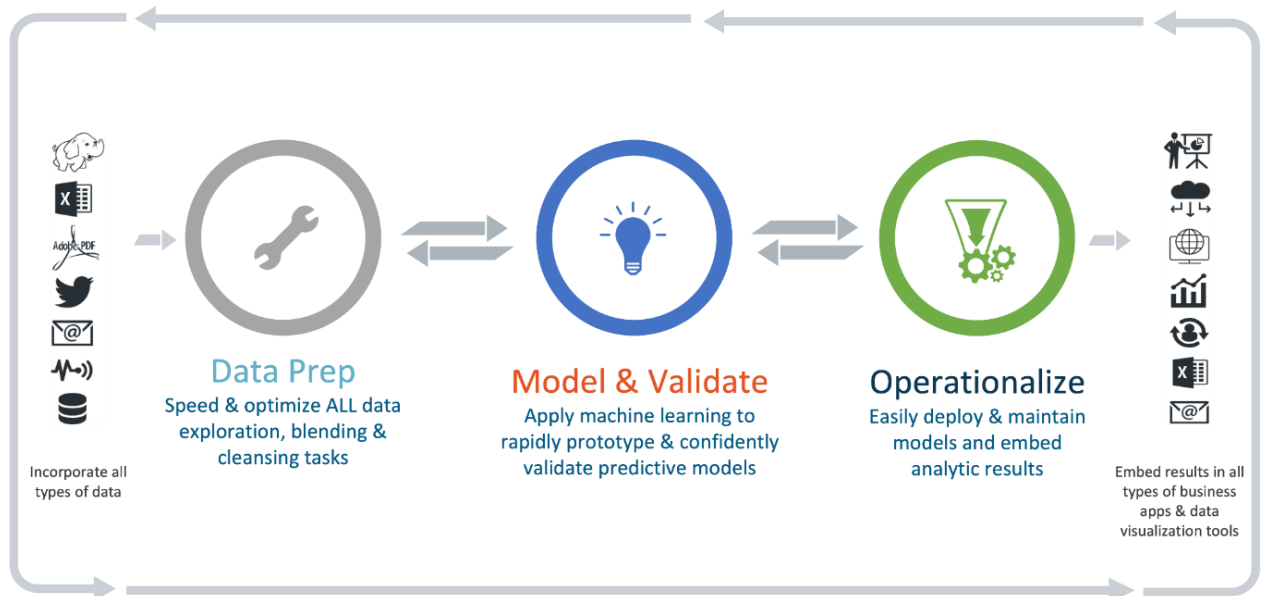 Adobe PDF
Incorporate all
types of data
Data Prep
Speed & optimize ALL data
exploration, blending &
cleansing tasks
Model & Validate
Apply machine learning to
rapidly prototype & confidently
validate predictive models
Operationalize
Easily deploy & maintain
models and embed
analytic results
Embed results in all
types of business
apps & data
visualization tools
X
@
X
@